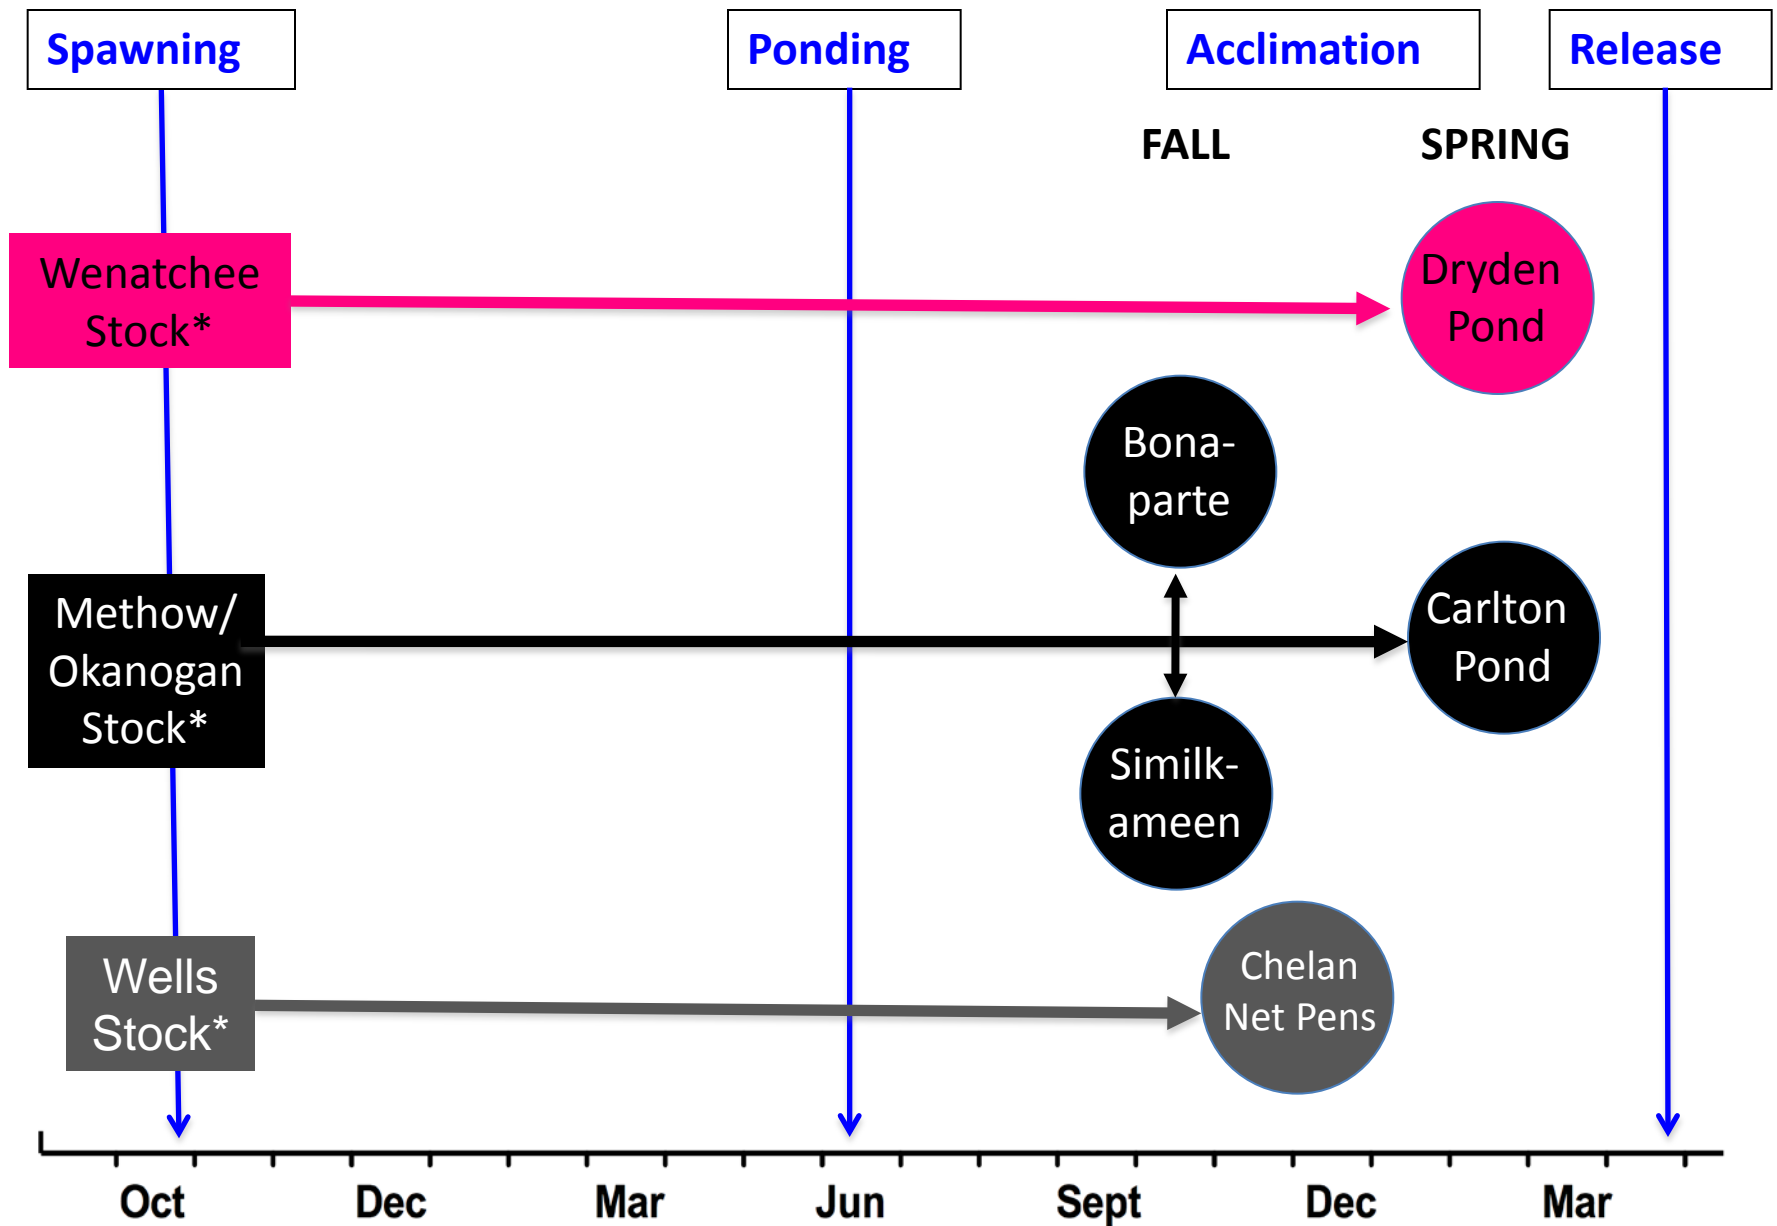 Spawning
Ponding
Acclimation
Release
FALL
SPRING
Wenatchee
Stock*
Dryden
Pond
Bona-
parte
Methow/
Okanogan
Stock*
Carlton
Pond
Similk-
ameen
Wells
Stock*
Chelan
Net Pens
Oct
Dec
Mar
Jun
Sept
Dec
Mar